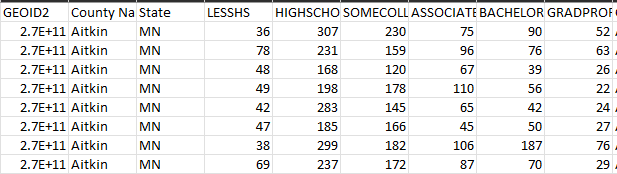 GEOID2 County Na State LESSHS HIGHSCHO SOMECOLL ASSOCIATE BACHELOR GRADPROF
2.7E+11 Aitkin MN 36 307 230 75 90 52
2.7E+11 Aitkin MN 78 231 159 96 76 63
2.7E+11 Aitkin MN 48 168 120 67 39 26
2.7E+11 Aitkin MN 49 198 178 110 56 22
2.7E+11 Aitkin MN 42 283 145 65 42 24
2.7E+11 Aitkin MN 47 185 166 45 50 27
2.7E+11 Aitkin MN 38 299 182 106 187 76
2.7E+11 Aitkin MN 69 237 172 87 70 29